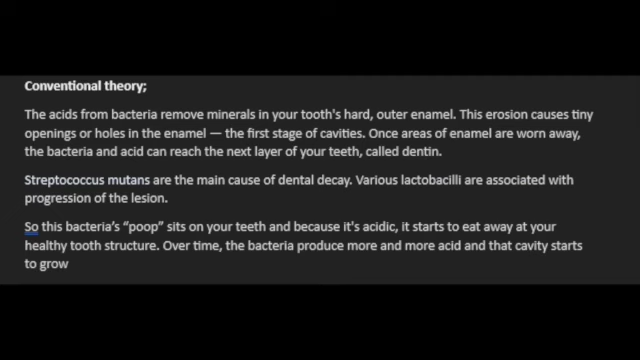 Conventional theory;
The acids from bacteria remove minerals in your tooth's hard, outer enamel. This erosion causes tiny
openings or holes in the enamel — the first stage of cavities. Once areas of enamel are worn away,
the bacteria and acid can reach the next layer of your teeth, called dentin.
Streptococcus mutans are the main cause of dental decay. Various lactobacilli are associated with
progression of the lesion.
So this bacteria's “poop” sits on your teeth and because it's acidic, it starts to eat away at your
healthy tooth structure. Over time, the bacteria produce more and more acid and that cavity starts
to grow